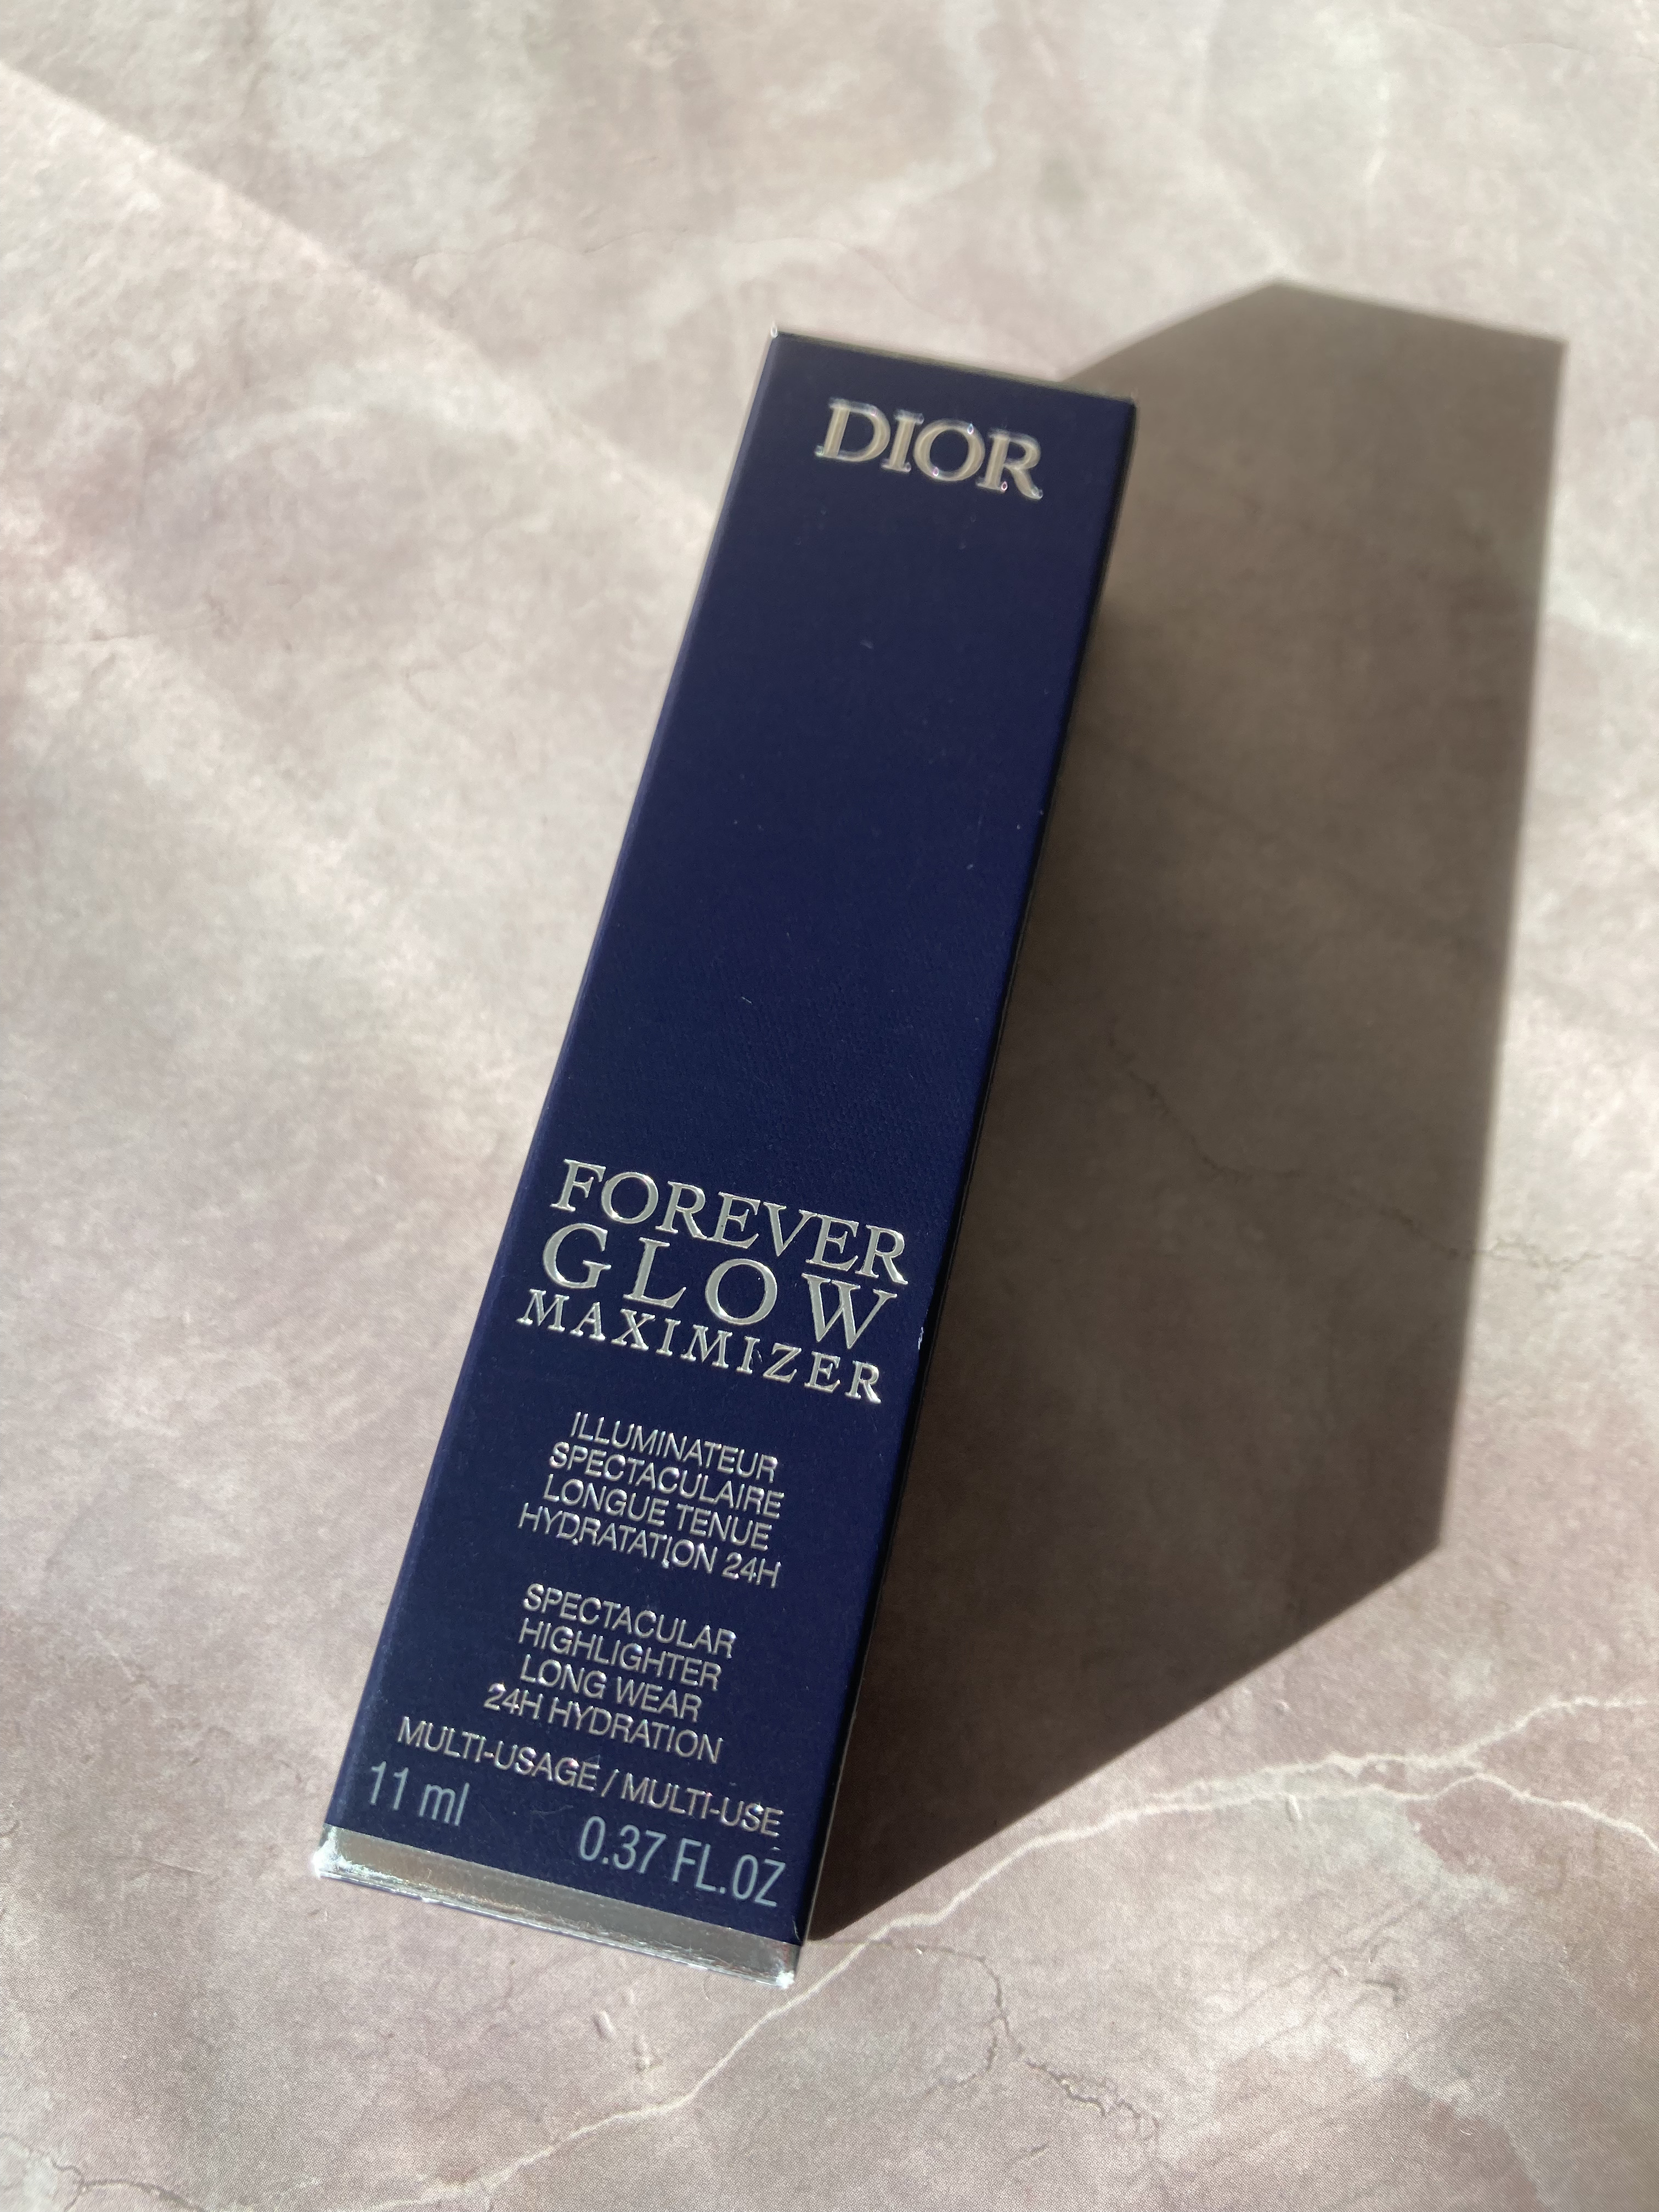 DIOR
FOREVER
GLOW
MAXIMIZER
ILLUMINATEUR
SPECTACULAIRE
LONGUE TENUE
HYDRATATION 24H
SPECTACULAR
HIGHLIGHTER
LONG WEAR
24H HYDRATION
MULTI-USAGE / MULTI-USE
11 ml 0.37 FL.OZ